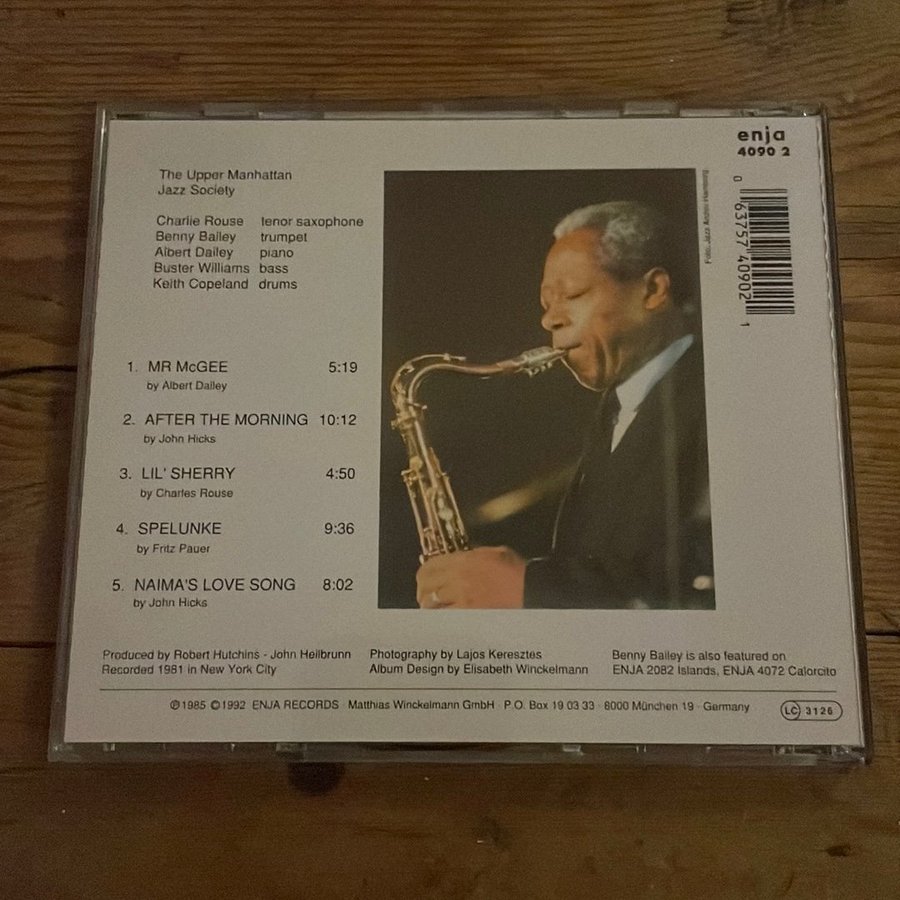 enja
4090 2
The Upper Manhattan
Jazz Society
Charlie Rouse tenor saxophone
Benny Bailey trumpet
Albert Dailey piano
Buster Williams bass
Keith Copeland drums
1. MR McGEE 5:19
by Albert Dailey
2. AFTER THE MORNING 10:12
by John Hicks
3. LIL' SHERRY 4:50
by Charles Rouse
4. SPELUNKE 9:36
by Fritz Pauer
5. NAIMA'S LOVE SONG 8:02
by John Hicks
Foto: Jazz Archiv Hamburg
0 63757 40902 1
Produced by Robert Hutchins - John Heilbrunn
Recorded 1981 in New York City
Photography by Lajos Keresztes
Album Design by Elisabeth Winckelmann
Benny Bailey is also featured on
ENJA 2082 Islands, ENJA 4072 Calorcito
℗1985 ©1992 ENJA RECORDS · Matthias Winckelmann GmbH · P.O. Box 19 03 33 · 8000 München 19 · Germany
LC 3126